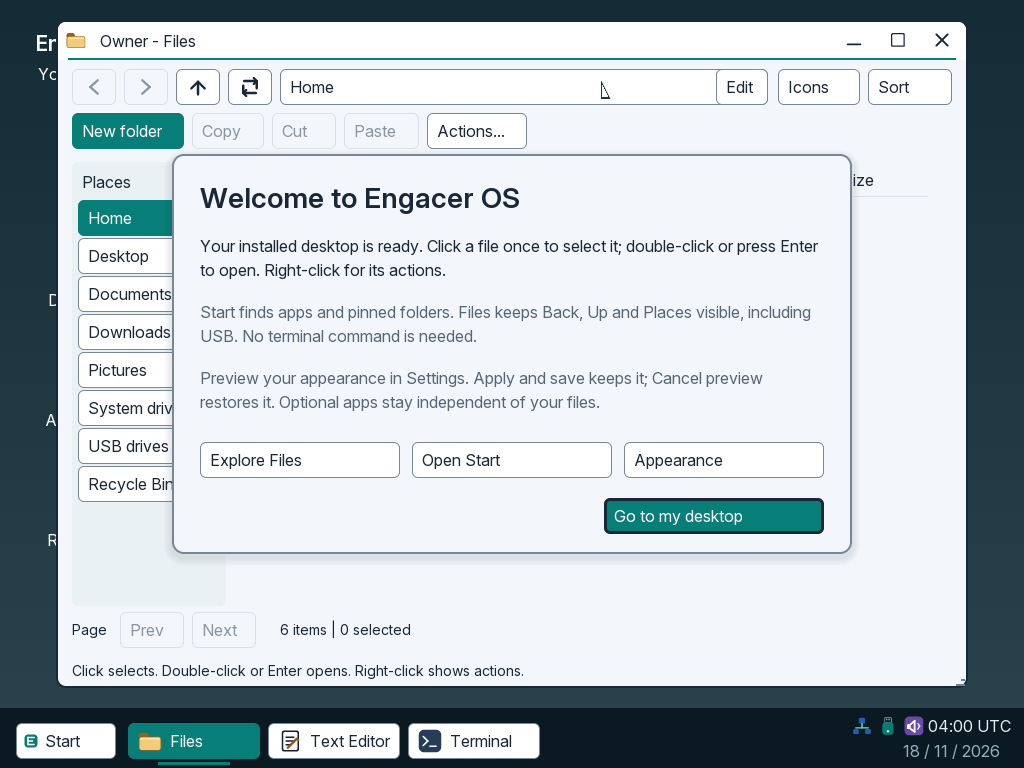 Owner - Files
Home
Edit
Icons
Sort
New folder
Copy
Cut
Paste
Actions...
Places
Home
Desktop
Documents
Downloads
Pictures
System driv
USB drives
Recycle Bin
Welcome to Engacer OS
Your installed desktop is ready. Click a file once to select it; double-click or press Enter
to open. Right-click for its actions.
Start finds apps and pinned folders. Files keeps Back, Up and Places visible, including
USB. No terminal command is needed.
Preview your appearance in Settings. Apply and save keeps it; Cancel preview
restores it. Optional apps stay independent of your files.
Explore Files
Open Start
Appearance
Go to my desktop
Page
Prev
Next
6 items | 0 selected
Click selects. Double-click or Enter opens. Right-click shows actions.
Start
Files
Text Editor
Terminal
04:00 UTC
18 / 11 / 2026